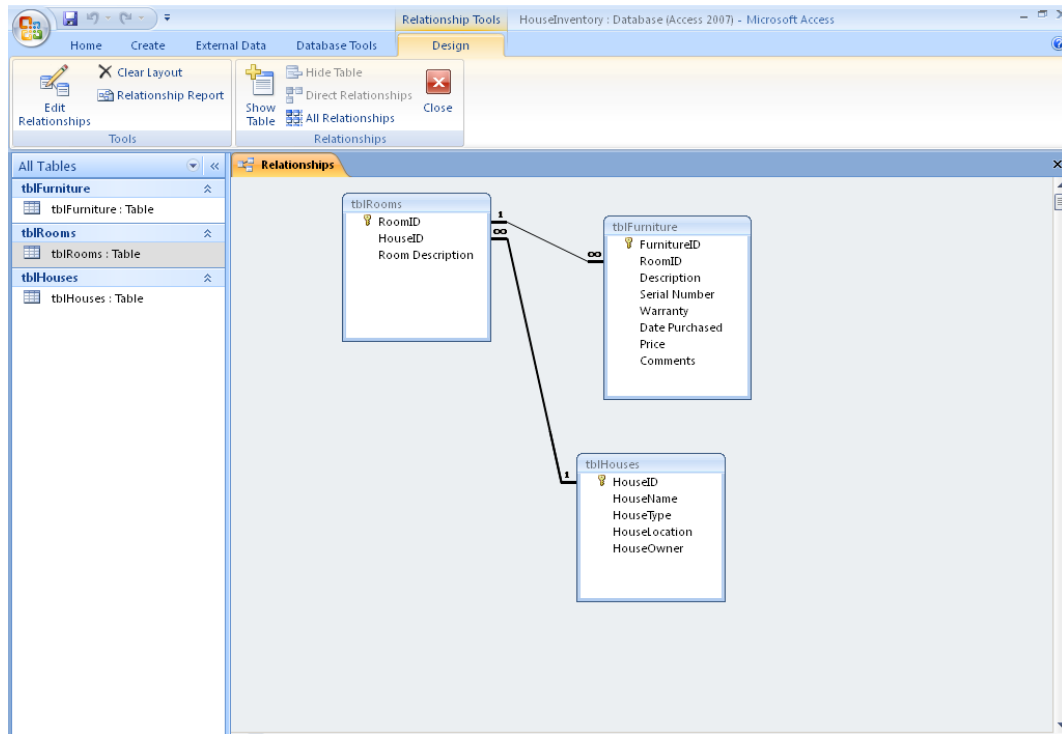 Relationship Tools HouseInventory : Database (Access 2007) - Microsoft Access
Home Create External Data Database Tools Design
Clear Layout
Relationship Report
Edit Relationships
Tools
Show Table
Hide Table
Direct Relationships
All Relationships
Close
Relationships
All Tables
tblFurniture
tblFurniture : Table
tblRooms
tblRooms : Table
tblHouses
tblHouses : Table
Relationships
tblRooms
RoomID
HouseID
Room Description
1
∞
∞
tblFurniture
FurnitureID
RoomID
Description
Serial Number
Warranty
Date Purchased
Price
Comments
1
tblHouses
HouseID
HouseName
HouseType
HouseLocation
HouseOwner